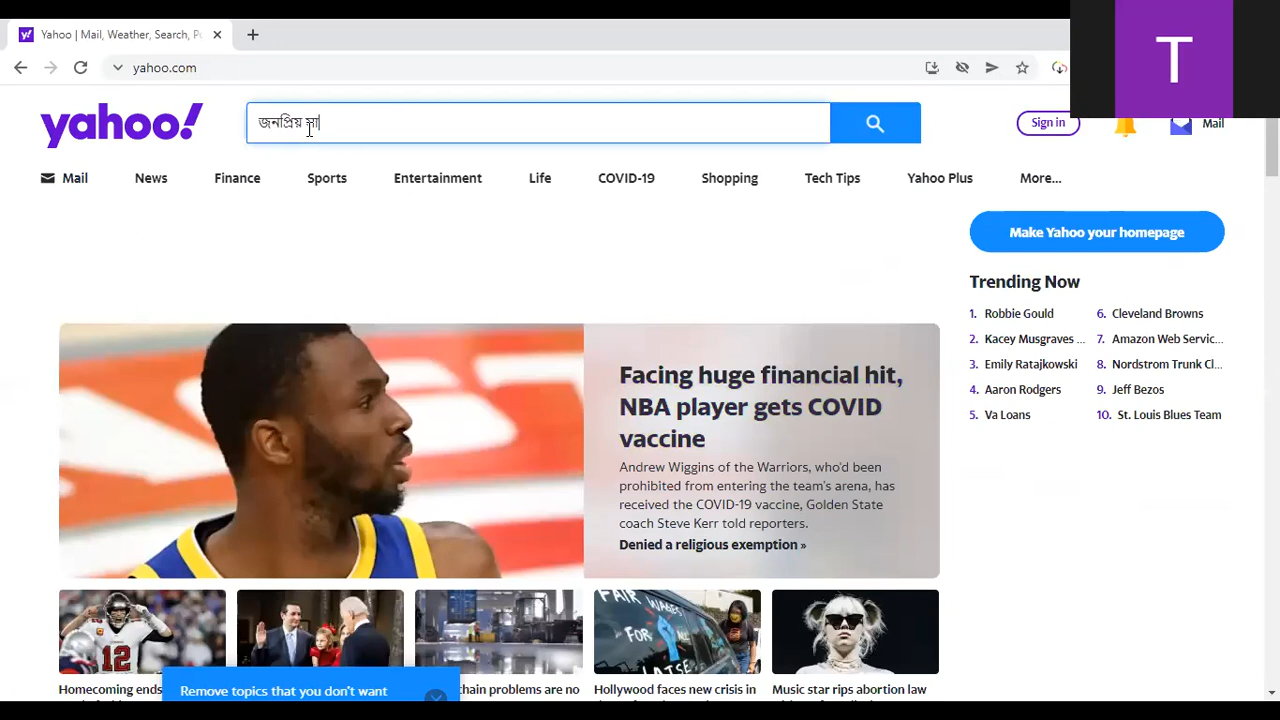 Yahoo | Mail, Weather, Search, Po
yahoo.com
T
yahoo!
জনপ্রিয় সা
Sign in
Mail
Mail News Finance Sports Entertainment Life COVID-19 Shopping Tech Tips Yahoo Plus More...
Make Yahoo your homepage
Trending Now
1. Robbie Gould
2. Kacey Musgraves ...
3. Emily Ratajkowski
4. Aaron Rodgers
5. Va Loans
6. Cleveland Browns
7. Amazon Web Servic...
8. Nordstrom Trunk Cl...
9. Jeff Bezos
10. St. Louis Blues Team
Facing huge financial hit,
NBA player gets COVID
vaccine
Andrew Wiggins of the Warriors, who'd been
prohibited from entering the team's arena, has
received the COVID-19 vaccine, Golden State
coach Steve Kerr told reporters.
Denied a religious exemption »
12
FAIR WAGES
FOR
Homecoming ends
chain problems are no
Hollywood faces new crisis in
Music star rips abortion law
Remove topics that you don't want